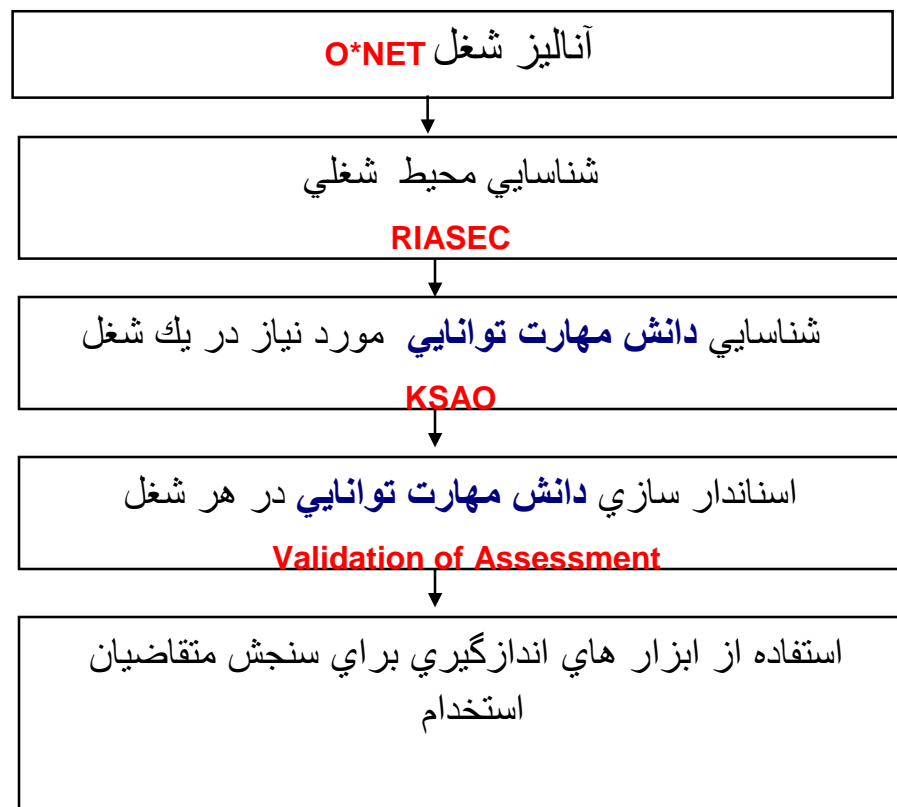 آناليز شغل O*NET
شناسايي محيط شغلي
RIASEC
شناسايي دانش مهارت توانايي مورد نياز در يك شغل
KSAO
اسناندار سازي دانش مهارت توانايي در هر شغل
Validation of Assessment
استفاده از ابزار هاي اندازگيري براي سنجش متقاضيان
استخدام